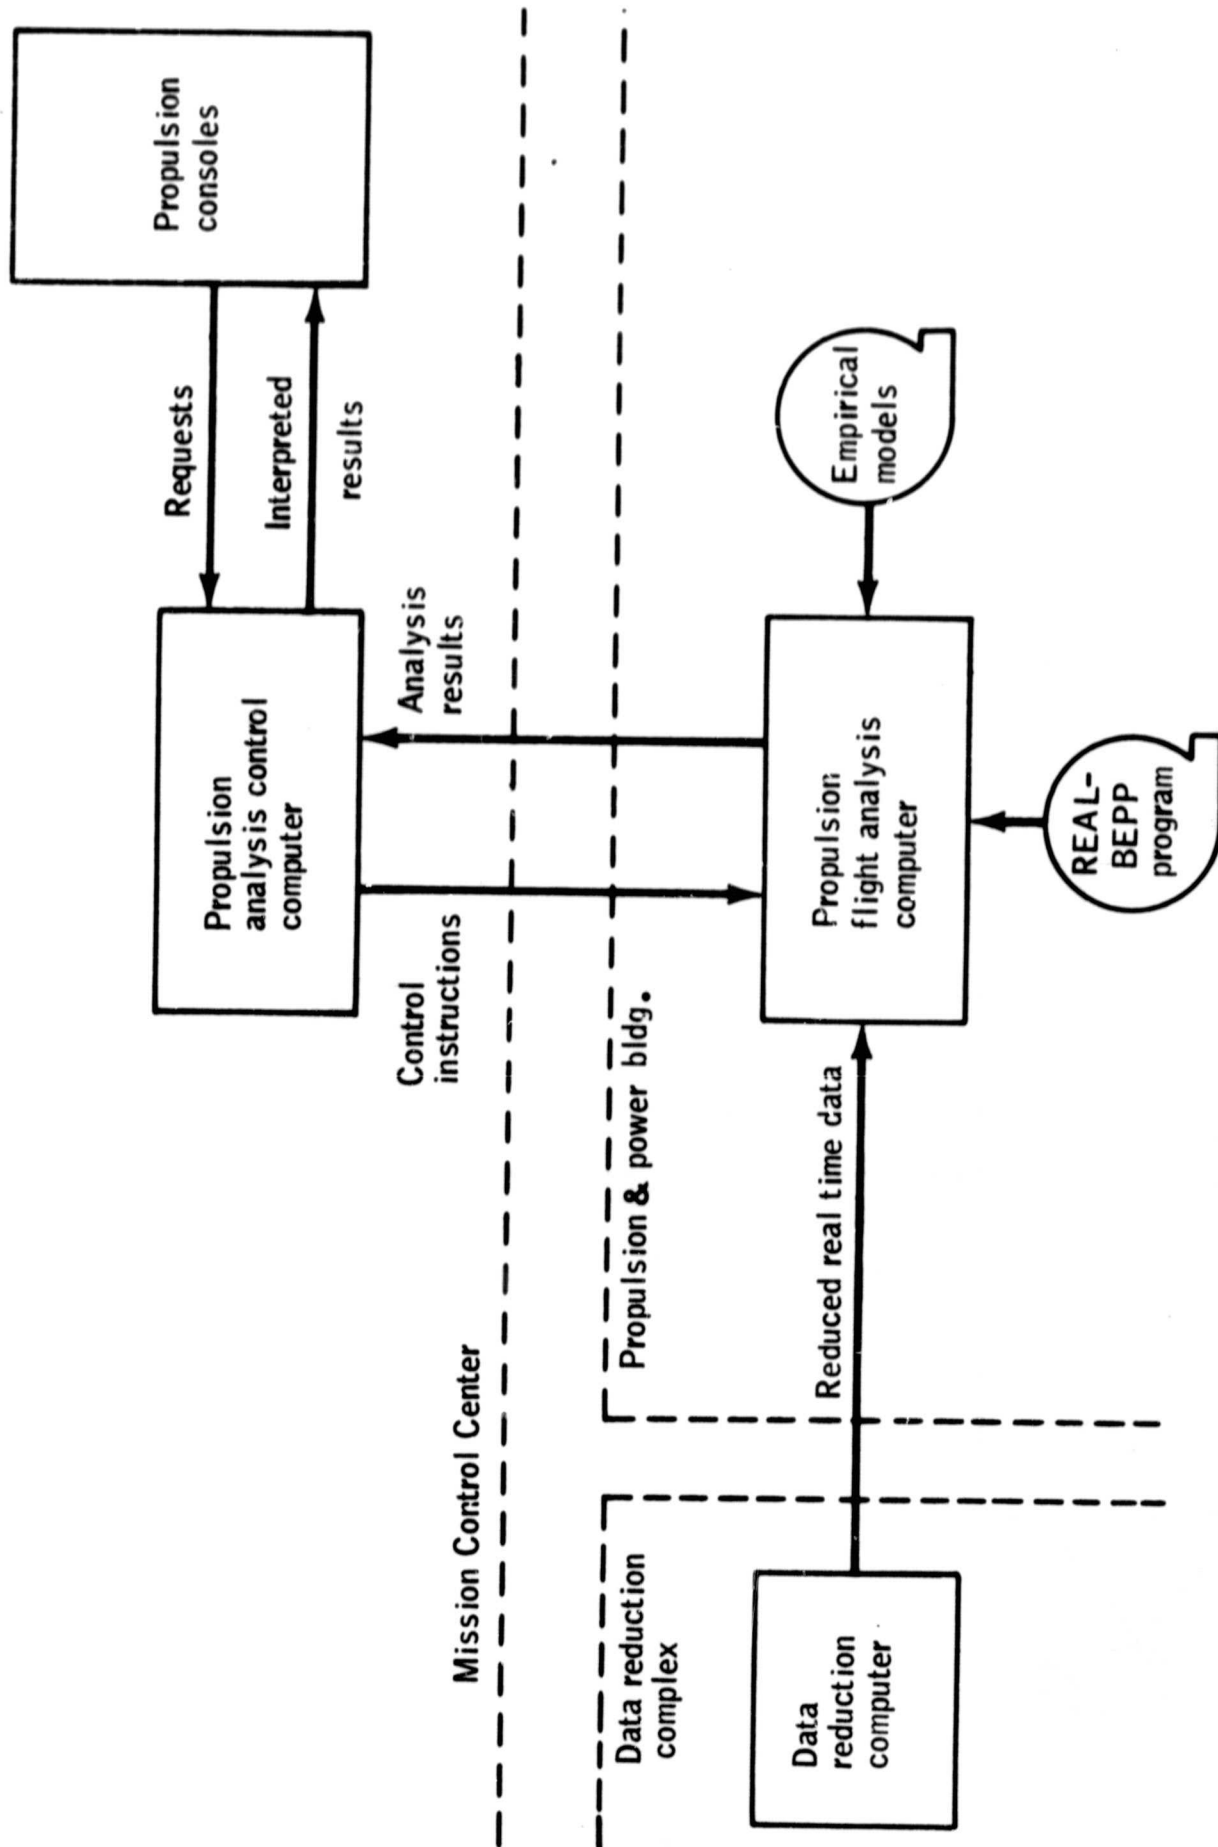 Propulsion
consoles
Requests
Interpreted
results
Propulsion
analysis control
computer
Control
instructions
Analysis
results
Mission Control Center
Propulsion & power bldg.
Data reduction
complex
Data
reduction
computer
Reduced real time data
Propulsion
flight analysis
computer
Empirical
models
REAL-
BEPP
program